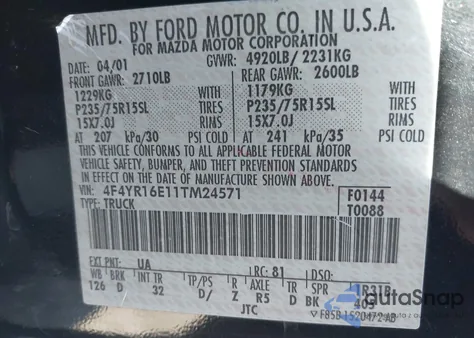 MFD. BY FORD MOTOR CO. IN U.S.A.
FOR MAZDA MOTOR CORPORATION
DATE: 04/01 GVWR: 4920LB/ 2231KG
FRONT GAWR: 2710LB REAR GAWR: 2600LB
1229KG 1179KG
P235/75R15SL TIRES P235/75R15SL TIRES
15X7.0J RIMS 15X7.0J RIMS
AT 207 kPa/30 PSI COLD AT 241 kPa/35 PSI COLD
THIS VEHICLE CONFORMS TO ALL APPLICABLE FEDERAL MOTOR
VEHICLE SAFETY, BUMPER, AND THEFT PREVENTION STANDARDS
IN EFFECT ON THE DATE OF MANUFACTURE SHOWN ABOVE.
VIN: 4F4YR16E11TM24571 F0144
TYPE: TRUCK T0088
EXT PNT: UA RC: 81 DSO:
WB BRK INT TR TP/PS R AXLE TR SPR R31B
126 D 32 D/ Z R5 D BK 405
JTC
AutoSnap